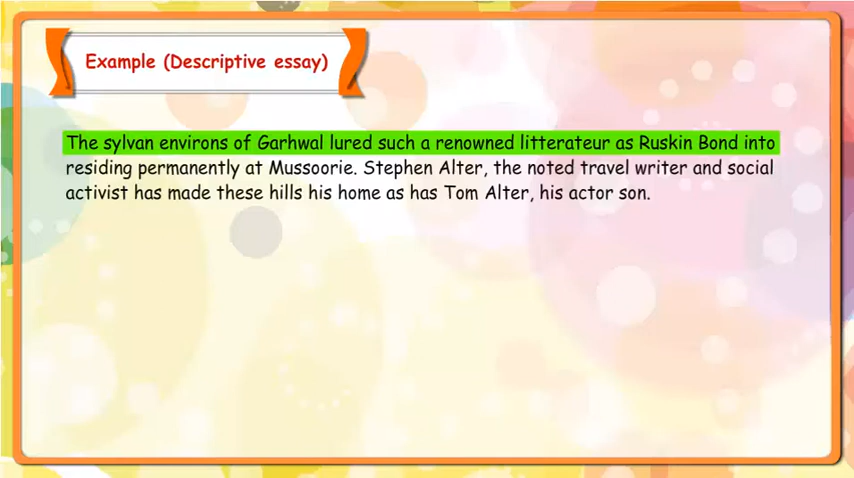 Example (Descriptive essay)
The sylvan environs of Garhwal lured such a renowned litterateur as Ruskin Bond into
residing permanently at Mussoorie. Stephen Alter, the noted travel writer and social
activist has made these hills his home as has Tom Alter, his actor son.